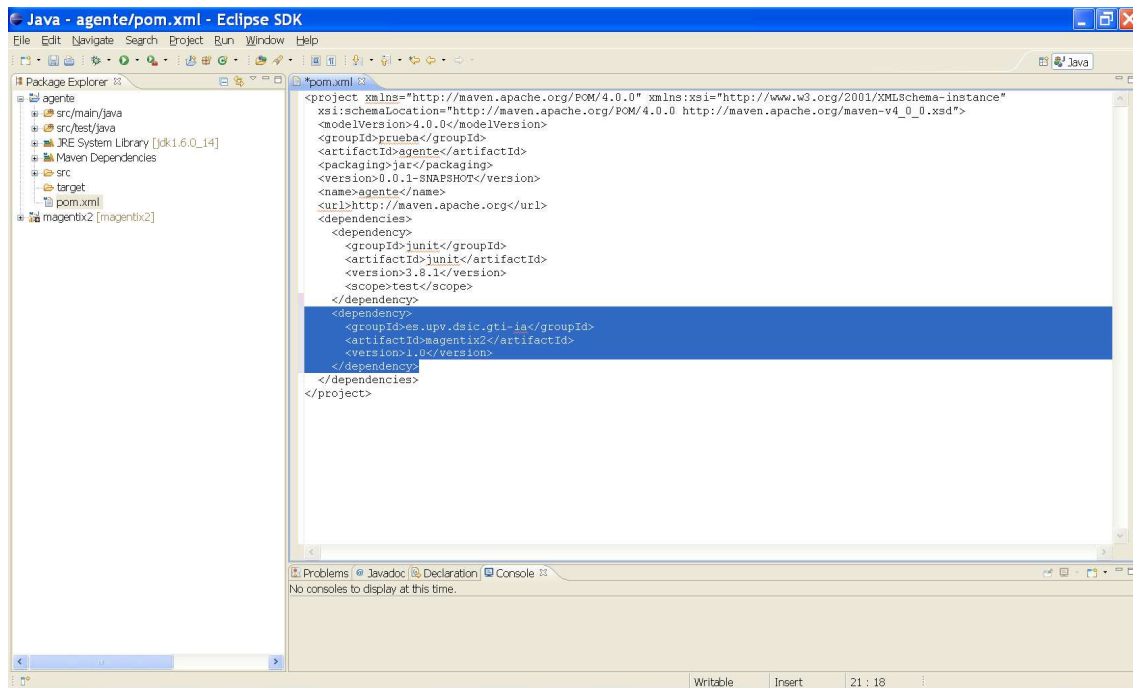 Java - agente/pom.xml - Eclipse SDK
File Edit Navigate Search Project Run Window Help
Java
Package Explorer
agente
src/main/java
src/test/java
JRE System Library [jdk1.6.0_14]
Maven Dependencies
src
target
pom.xml
magentix2 [magentix2]
*pom.xml
<project xmlns="http://maven.apache.org/POM/4.0.0" xmlns:xsi="http://www.w3.org/2001/XMLSchema-instance"
xsi:schemaLocation="http://maven.apache.org/POM/4.0.0 http://maven.apache.org/maven-v4_0_0.xsd">
<modelVersion>4.0.0</modelVersion>
<groupId>prueba</groupId>
<artifactId>agente</artifactId>
<packaging>jar</packaging>
<version>0.0.1-SNAPSHOT</version>
<name>agente</name>
<url>http://maven.apache.org</url>
<dependencies>
<dependency>
<groupId>junit</groupId>
<artifactId>junit</artifactId>
<version>3.8.1</version>
<scope>test</scope>
</dependency>
<dependency>
<groupId>es.upv.dsic.gti-ia</groupId>
<artifactId>magentix2</artifactId>
<version>1.0</version>
</dependency>
</dependencies>
</project>
Problems Javadoc Declaration Console
No consoles to display at this time.
Writable Insert 21 : 18